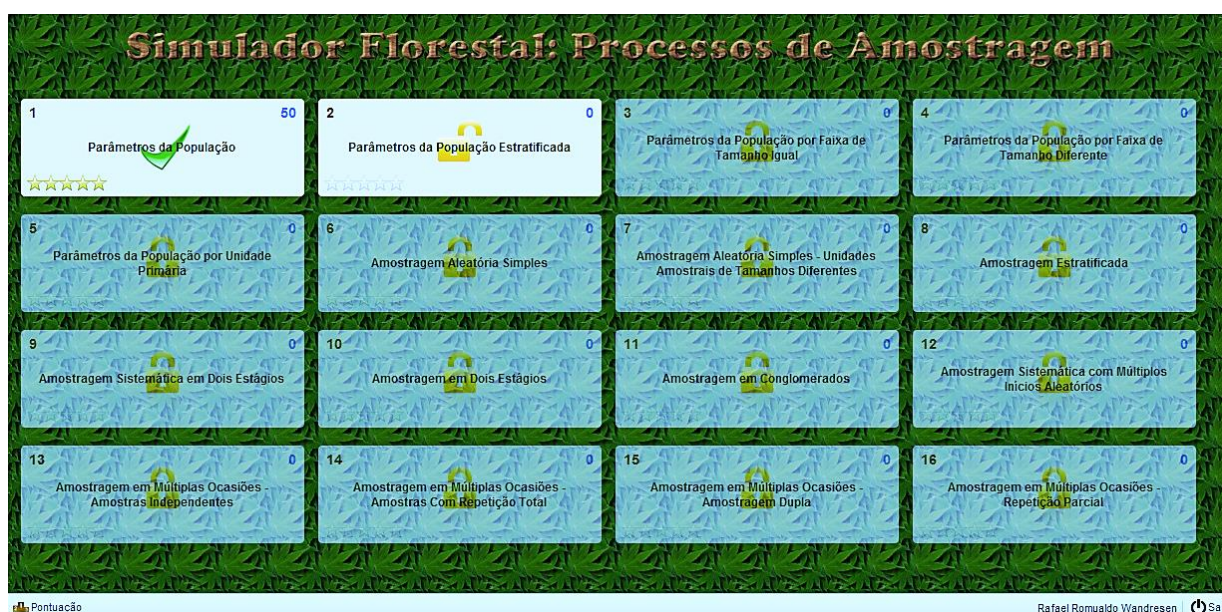 Simulador Florestal: Processos de Amostragem
1 50
Parâmetros da População
2 0
Parâmetros da População Estratificada
3 0
Parâmetros da População por Faixa de
Tamanho Igual
4 0
Parâmetros da População por Faixa de
Tamanho Diferente
5 0
Parâmetros da População por Unidade
Primária
6 0
Amostragem Aleatória Simples
7 0
Amostragem Aleatória Simples - Unidades
Amostrais de Tamanhos Diferentes
8 0
Amostragem Estratificada
9 0
Amostragem Sistemática em Dois Estágios
10 0
Amostragem em Dois Estágios
11 0
Amostragem em Conglomerados
12 0
Amostragem Sistemática com Múltiplos
Inicios Aleatórios
13 0
Amostragem em Múltiplas Ocasiões -
Amostras Independentes
14 0
Amostragem em Múltiplas Ocasiões -
Amostras Com Repetição Total
15 0
Amostragem em Múltiplas Ocasiões -
Amostragem Dupla
16 0
Amostragem em Múltiplas Ocasiões -
Repetição Parcial
Pontuacão
Rafael Romualdo Wandresen Sa